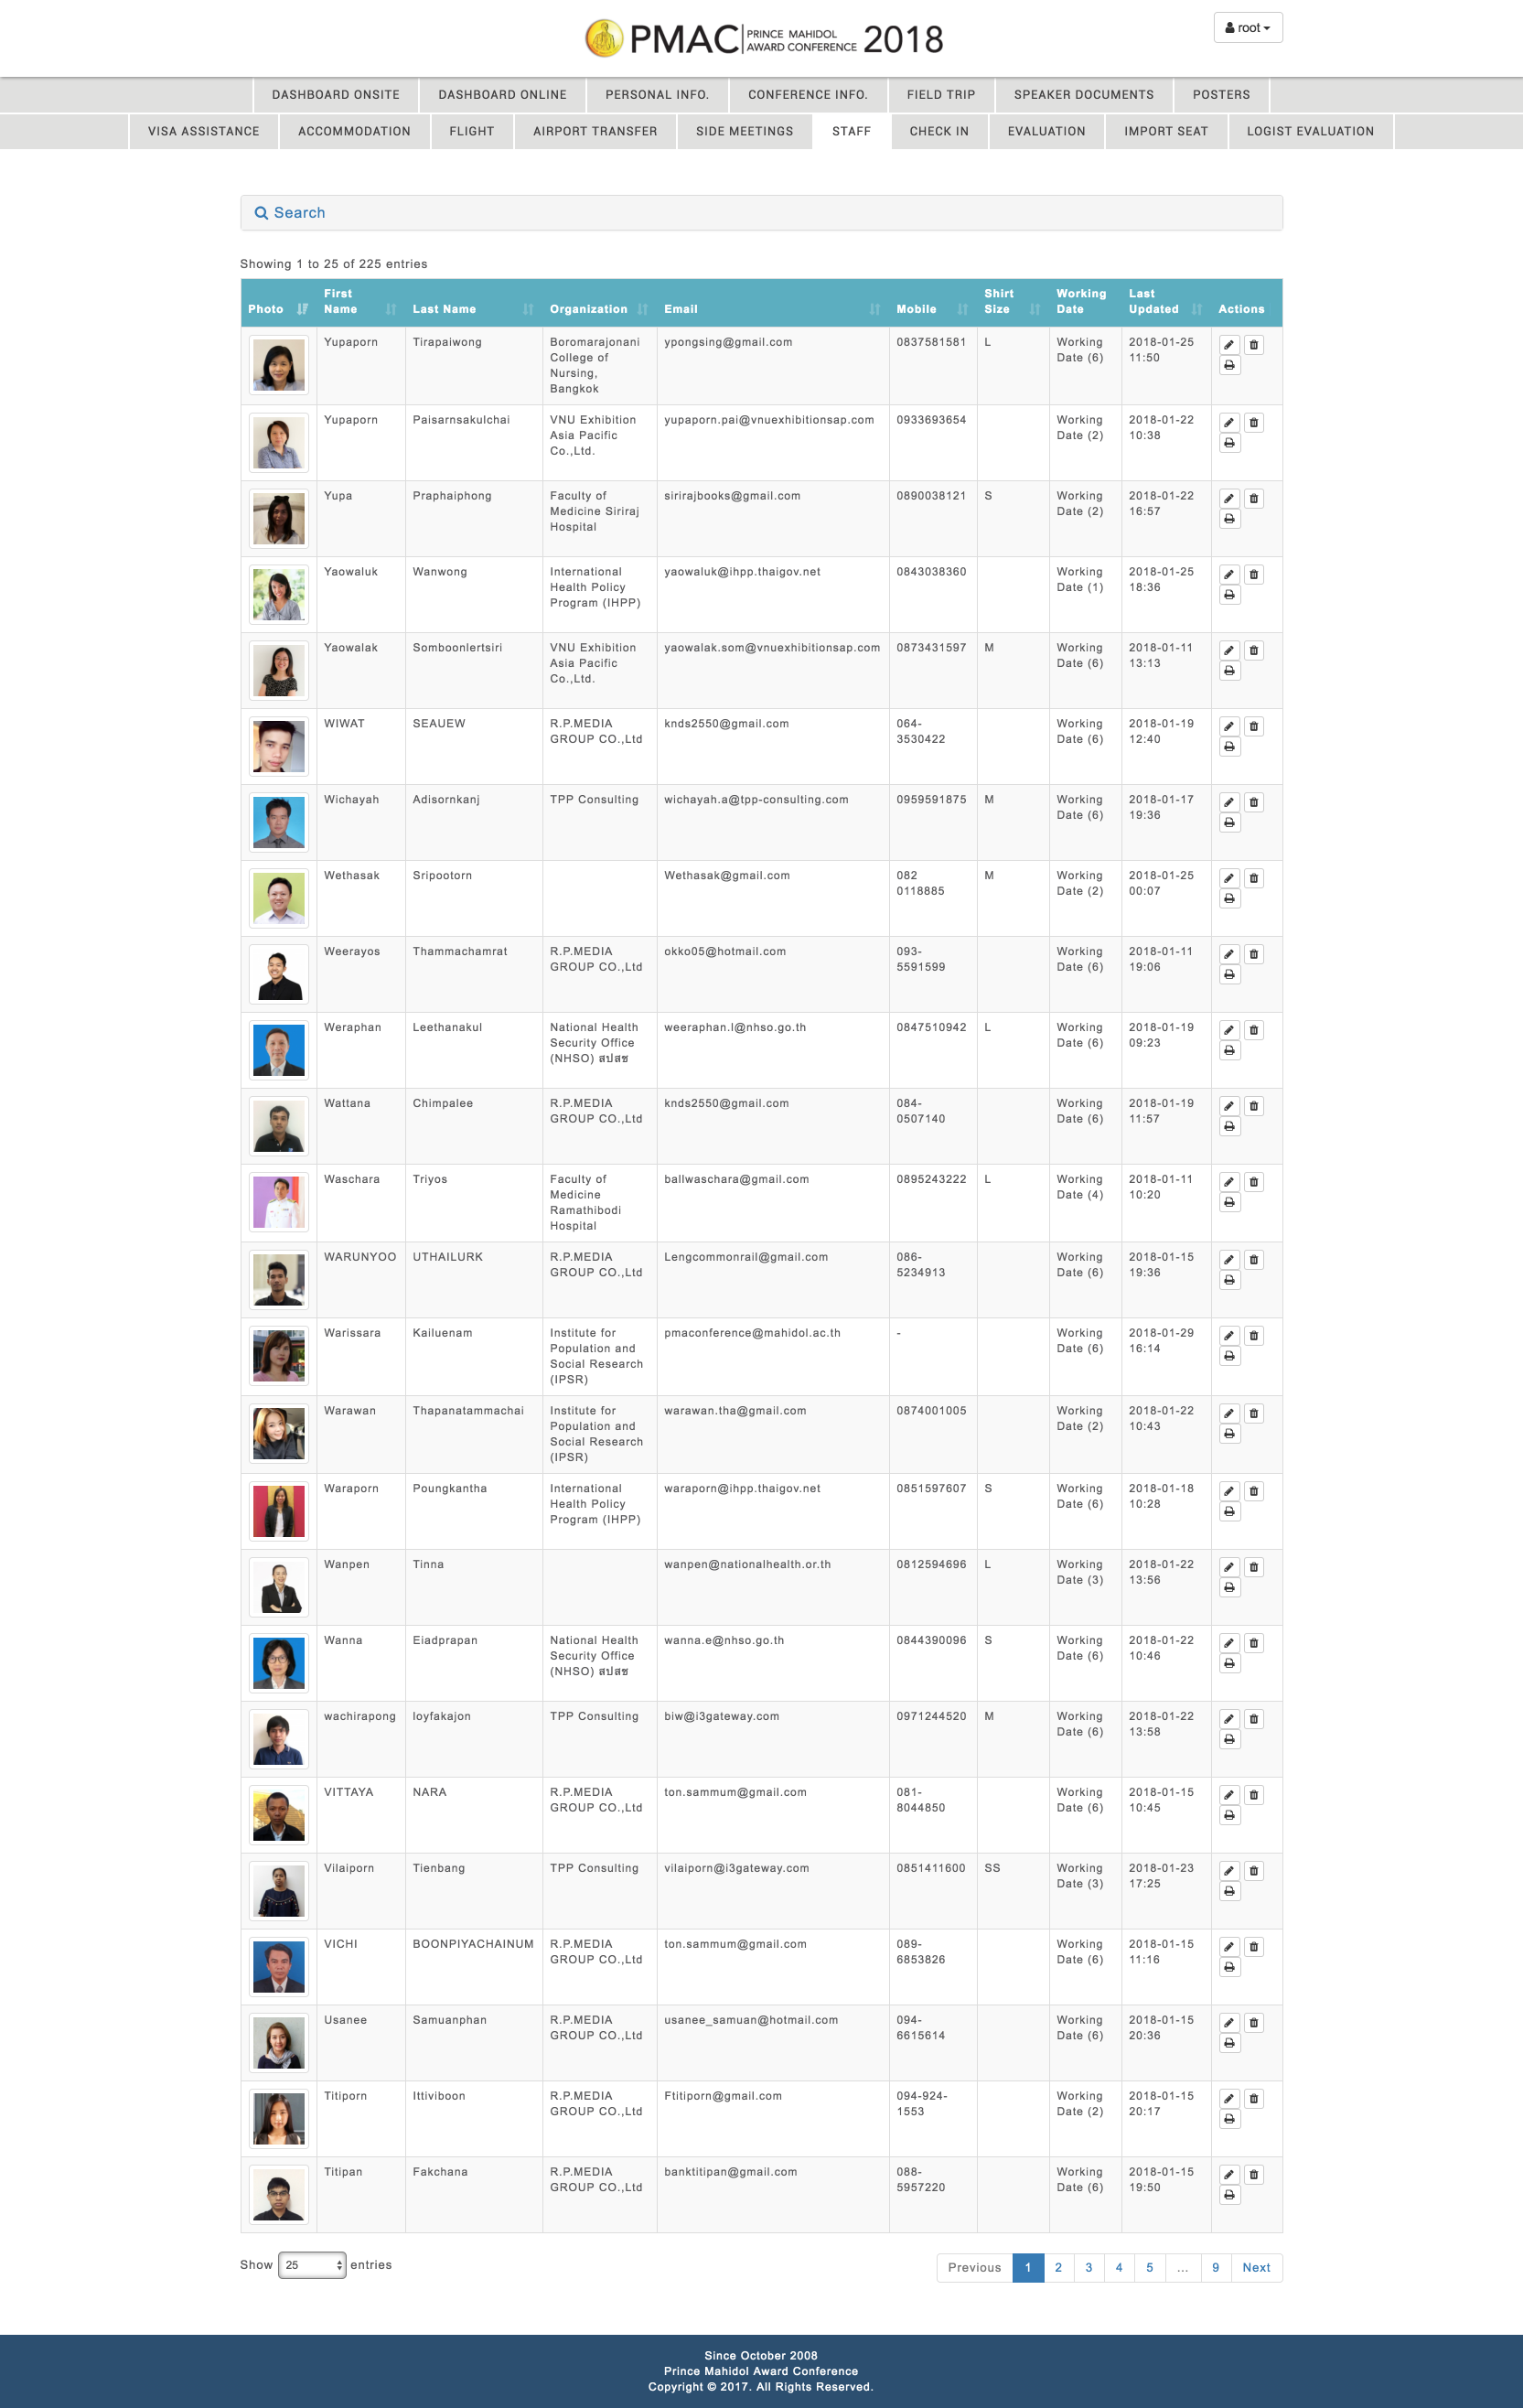 PMAC PRINCE MAHIDOL AWARD CONFERENCE 2018
root
DASHBOARD ONSITE DASHBOARD ONLINE PERSONAL INFO. CONFERENCE INFO. FIELD TRIP SPEAKER DOCUMENTS POSTERS
VISA ASSISTANCE ACCOMMODATION FLIGHT AIRPORT TRANSFER SIDE MEETINGS STAFF CHECK IN EVALUATION IMPORT SEAT LOGIST EVALUATION
Search
Showing 1 to 25 of 225 entries
Photo First Name Last Name Organization Email Mobile Shirt Size Working Date Last Updated Actions
Yupaporn Tirapaiwong Boromarajonani College of Nursing, Bangkok ypongsing@gmail.com 0837581581 L Working Date (6) 2018-01-25 11:50
Yupaporn Paisarnsakulchai VNU Exhibition Asia Pacific Co.,Ltd. yupaporn.pai@vnuexhibitionsap.com 0933693654 Working Date (2) 2018-01-22 10:38
Yupa Praphaiphong Faculty of Medicine Siriraj Hospital sirirajbooks@gmail.com 0890038121 S Working Date (2) 2018-01-22 16:57
Yaowaluk Wanwong International Health Policy Program (IHPP) yaowaluk@ihpp.thaigov.net 0843038360 Working Date (1) 2018-01-25 18:36
Yaowalak Somboonlertsiri VNU Exhibition Asia Pacific Co.,Ltd. yaowalak.som@vnuexhibitionsap.com 0873431597 M Working Date (6) 2018-01-11 13:13
WIWAT SEAUEW R.P.MEDIA GROUP CO.,Ltd knds2550@gmail.com 064-3530422 Working Date (6) 2018-01-19 12:40
Wichayah Adisornkanj TPP Consulting wichayah.a@tpp-consulting.com 0959591875 M Working Date (6) 2018-01-17 19:36
Wethasak Sripootorn Wethasak@gmail.com 082 0118885 M Working Date (2) 2018-01-25 00:07
Weerayos Thammachamrat R.P.MEDIA GROUP CO.,Ltd okko05@hotmail.com 093-5591599 Working Date (6) 2018-01-11 19:06
Weraphan Leethanakul National Health Security Office (NHSO) สปสช weeraphan.l@nhso.go.th 0847510942 L Working Date (6) 2018-01-19 09:23
Wattana Chimpalee R.P.MEDIA GROUP CO.,Ltd knds2550@gmail.com 084-0507140 Working Date (6) 2018-01-19 11:57
Waschara Triyos Faculty of Medicine Ramathibodi Hospital ballwaschara@gmail.com 0895243222 L Working Date (4) 2018-01-11 10:20
WARUNYOO UTHAILURK R.P.MEDIA GROUP CO.,Ltd Lengcommonrail@gmail.com 086-5234913 Working Date (6) 2018-01-15 19:36
Warissara Kailuenam Institute for Population and Social Research (IPSR) pmaconference@mahidol.ac.th - Working Date (6) 2018-01-29 16:14
Warawan Thapanatammachai Institute for Population and Social Research (IPSR) warawan.tha@gmail.com 0874001005 Working Date (2) 2018-01-22 10:43
Waraporn Poungkantha International Health Policy Program (IHPP) waraporn@ihpp.thaigov.net 0851597607 S Working Date (6) 2018-01-18 10:28
Wanpen Tinna wanpen@nationalhealth.or.th 0812594696 L Working Date (3) 2018-01-22 13:56
Wanna Eiadprapan National Health Security Office (NHSO) สปสช wanna.e@nhso.go.th 0844390096 S Working Date (6) 2018-01-22 10:46
wachirapong loyfakajon TPP Consulting biw@i3gateway.com 0971244520 M Working Date (6) 2018-01-22 13:58
VITTAYA NARA R.P.MEDIA GROUP CO.,Ltd ton.sammum@gmail.com 081-8044850 Working Date (6) 2018-01-15 10:45
Vilaiporn Tienbang TPP Consulting vilaiporn@i3gateway.com 0851411600 SS Working Date (3) 2018-01-23 17:25
VICHI BOONPIYACHAINUM R.P.MEDIA GROUP CO.,Ltd ton.sammum@gmail.com 089-6853826 Working Date (6) 2018-01-15 11:16
Usanee Samuanphan R.P.MEDIA GROUP CO.,Ltd usanee_samuan@hotmail.com 094-6615614 Working Date (6) 2018-01-15 20:36
Titiporn Ittiviboon R.P.MEDIA GROUP CO.,Ltd Ftitiporn@gmail.com 094-924-1553 Working Date (2) 2018-01-15 20:17
Titipan Fakchana R.P.MEDIA GROUP CO.,Ltd banktitipan@gmail.com 088-5957220 Working Date (6) 2018-01-15 19:50
Show 25 entries
Previous 1 2 3 4 5 ... 9 Next
Since October 2008
Prince Mahidol Award Conference
Copyright © 2017. All Rights Reserved.